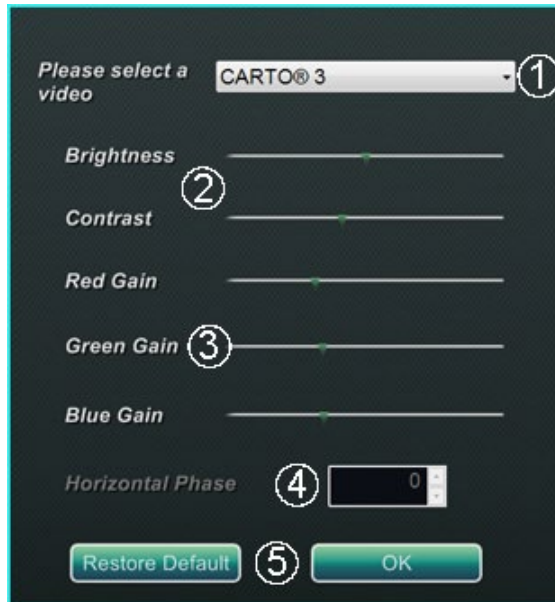 Please select a
video
CARTO® 3
①
Brightness
②
Contrast
Red Gain
Green Gain
③
Blue Gain
Horizontal Phase
④
0
Restore Default
⑤
OK